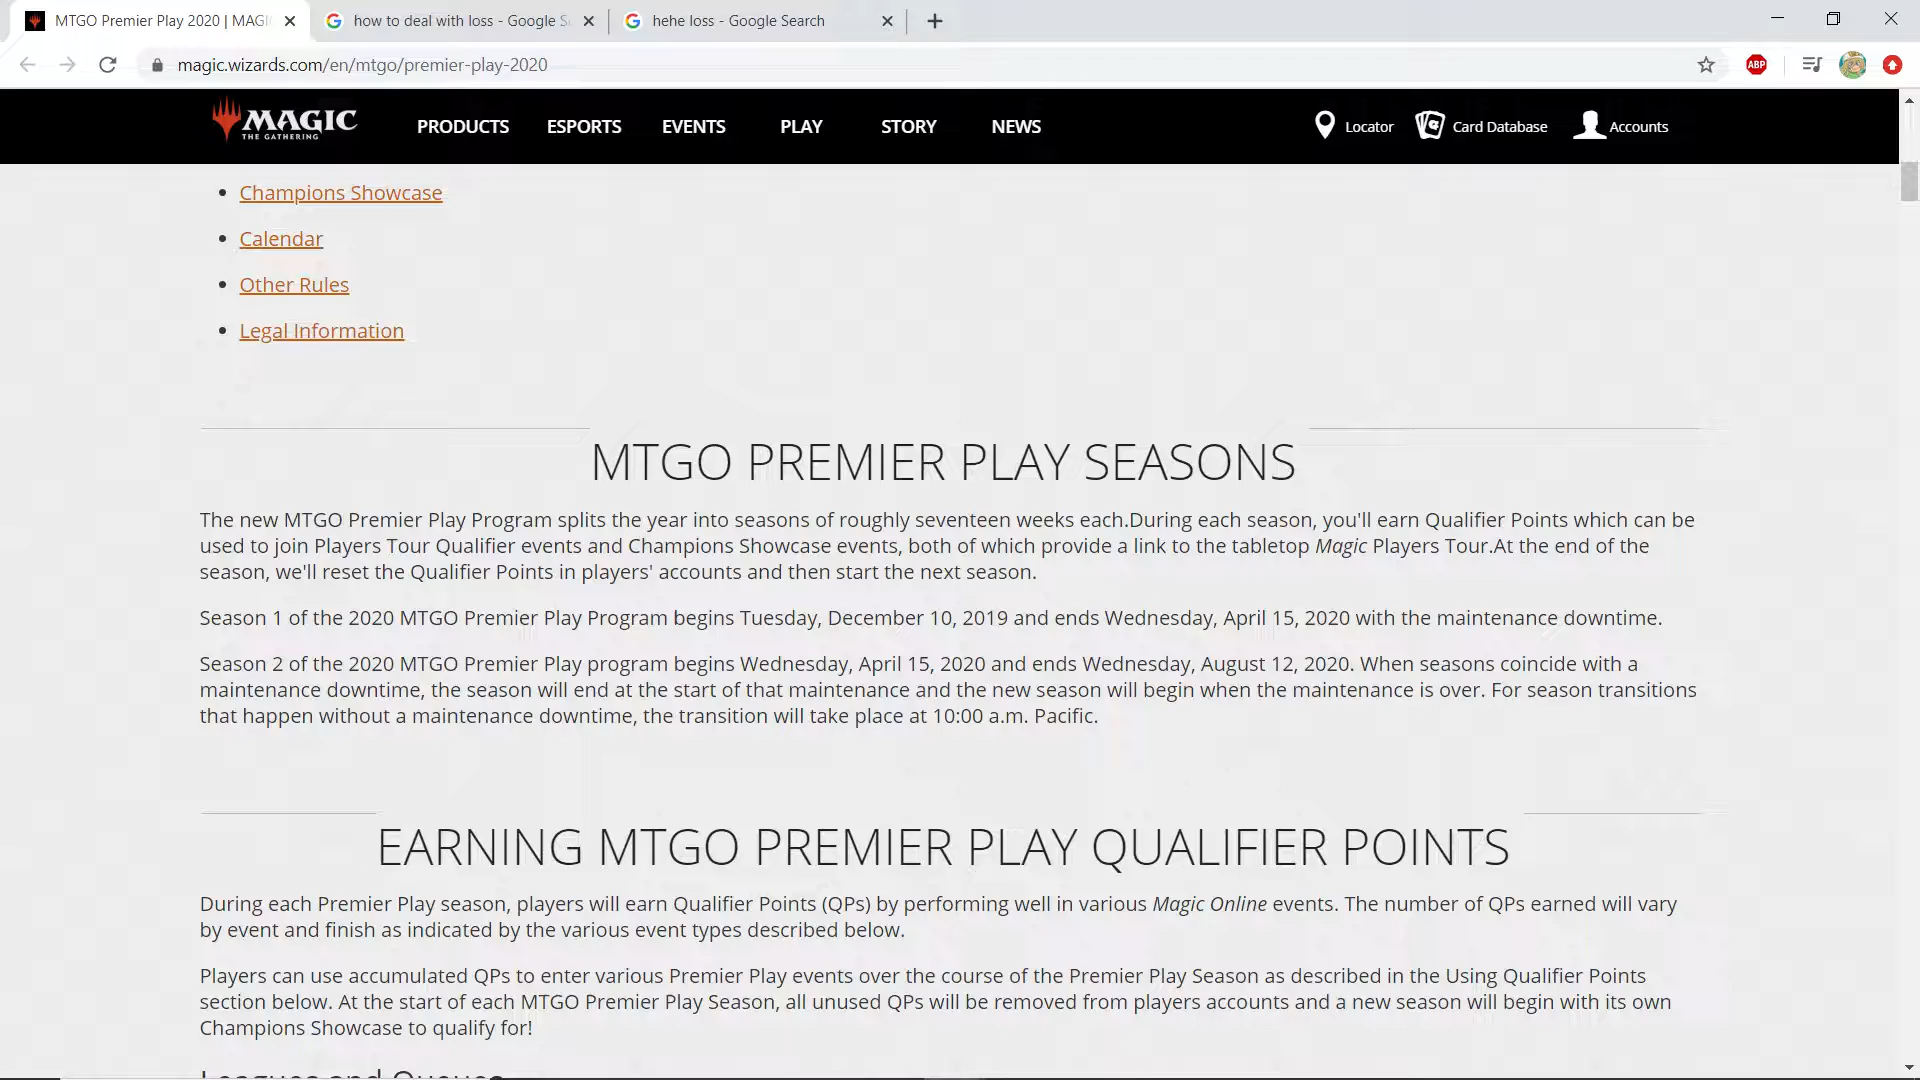 MTGO Premier Play 2020 | MAGI
how to deal with loss - Google S
hehe loss - Google Search
magic.wizards.com/en/mtgo/premier-play-2020
ABP
MAGIC
THE GATHERING
PRODUCTS ESPORTS EVENTS PLAY STORY NEWS
Locator Card Database Accounts
Champions Showcase
Calendar
Other Rules
Legal Information
MTGO PREMIER PLAY SEASONS
The new MTGO Premier Play Program splits the year into seasons of roughly seventeen weeks each.During each season, you'll earn Qualifier Points which can be
used to join Players Tour Qualifier events and Champions Showcase events, both of which provide a link to the tabletop Magic Players Tour.At the end of the
season, we'll reset the Qualifier Points in players' accounts and then start the next season.
Season 1 of the 2020 MTGO Premier Play Program begins Tuesday, December 10, 2019 and ends Wednesday, April 15, 2020 with the maintenance downtime.
Season 2 of the 2020 MTGO Premier Play program begins Wednesday, April 15, 2020 and ends Wednesday, August 12, 2020. When seasons coincide with a
maintenance downtime, the season will end at the start of that maintenance and the new season will begin when the maintenance is over. For season transitions
that happen without a maintenance downtime, the transition will take place at 10:00 a.m. Pacific.
EARNING MTGO PREMIER PLAY QUALIFIER POINTS
During each Premier Play season, players will earn Qualifier Points (QPs) by performing well in various Magic Online events. The number of QPs earned will vary
by event and finish as indicated by the various event types described below.
Players can use accumulated QPs to enter various Premier Play events over the course of the Premier Play Season as described in the Using Qualifier Points
section below. At the start of each MTGO Premier Play Season, all unused QPs will be removed from players accounts and a new season will begin with its own
Champions Showcase to qualify for!
Leagues and Queues